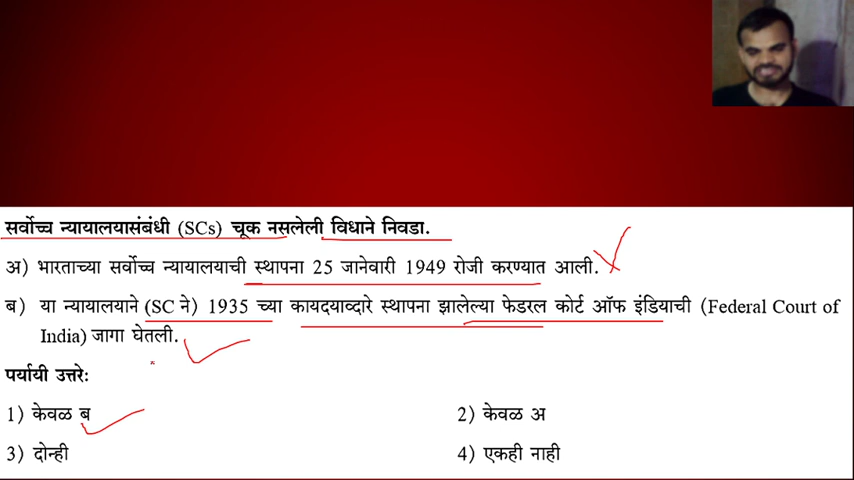 सर्वोच्च न्यायालयासंबंधी (SCs) चूक नसलेली विधाने निवडा.
अ) भारताच्या सर्वोच्च न्यायालयाची स्थापना 25 जानेवारी 1949 रोजी करण्यात आली.
ब) या न्यायालयाने (SC ने) 1935 च्या कायदयाव्दारे स्थापना झालेल्या फेडरल कोर्ट ऑफ इंडियाची (Federal Court of
India) जागा घेतली.
पर्यायी उत्तरे:
1) केवळ ब
2) केवळ अ
3) दोन्ही
4) एकही नाही